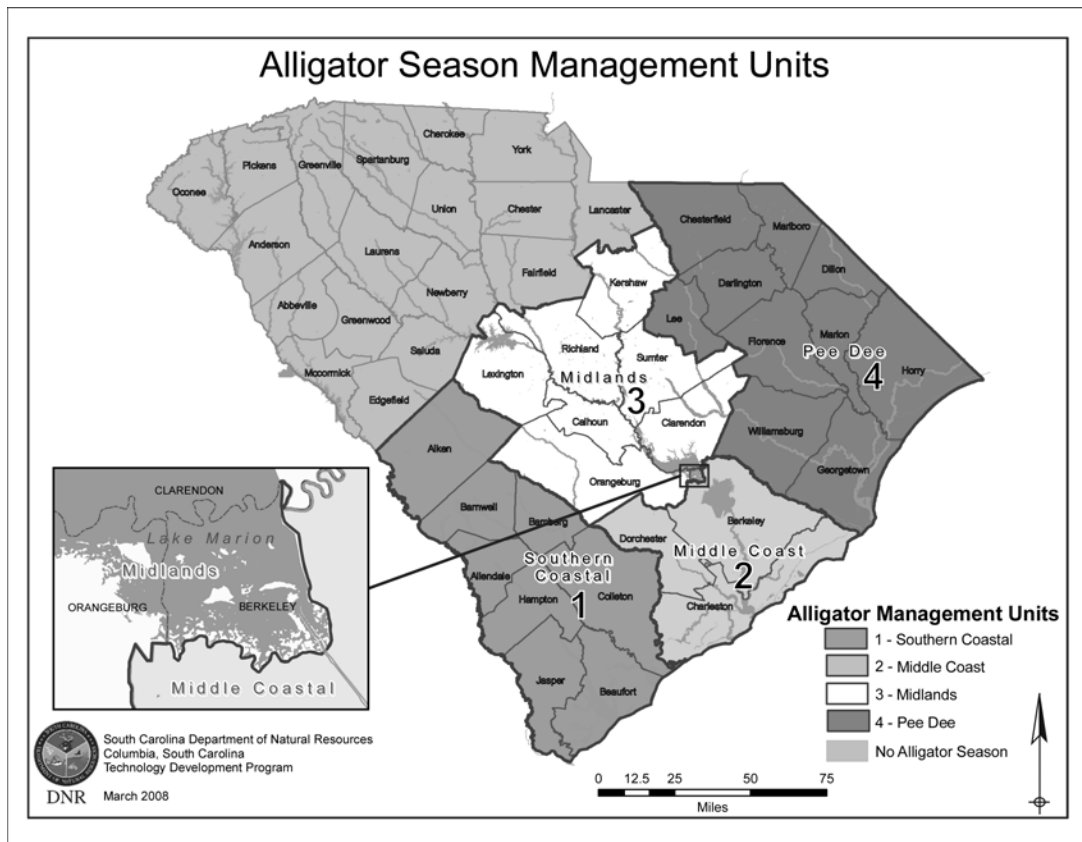 Alligator Season Management Units
Cherokee
York
Pickens
Greenville
Spartanburg
Oconee
Union
Chester
Lancaster
Chesterfield
Marlboro
Anderson
Laurens
Fairfield
Kershaw
Darlington
Dillon
Abbeville
Greenwood
Newberry
Lee
Florence
Marion
Pee Dee
4
Horry
Saluda
Richland
Sumter
Mccormick
Lexington
Midlands
3
Edgefield
Calhoun
Clarendon
Williamsburg
Georgetown
Aiken
Orangeburg
Barnwell
Bamberg
Dorchester
Berkeley
Middle Coast
2
Southern
Coastal
1
Allendale
Hampton
Colleton
Charleston
Jasper
Beaufort
CLARENDON
Lake Marion
Midlands
ORANGEBURG
BERKELEY
Middle Coastal
Alligator Management Units
1 - Southern Coastal
2 - Middle Coast
3 - Midlands
4 - Pee Dee
No Alligator Season
South Carolina Department of Natural Resources
Columbia, South Carolina
Technology Development Program
DNR March 2008
0 12.5 25 50 75
Miles